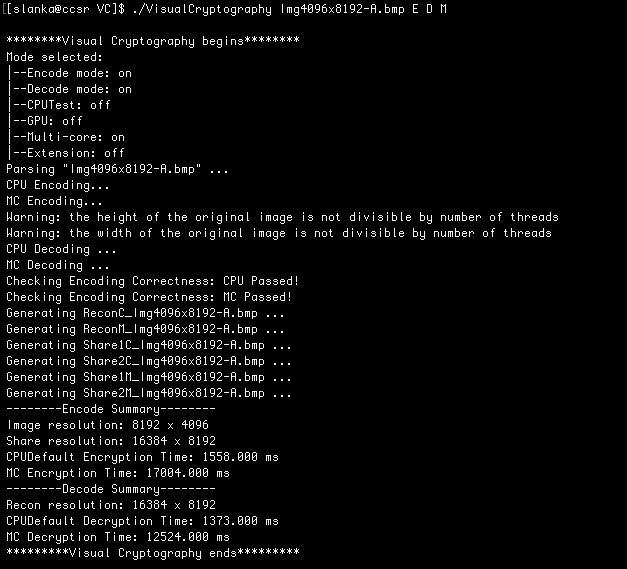 [[slanka@ccsr VC]$ ./VisualCryptography Img4096x8192-A.bmp E D M
********Visual Cryptography begins********
Mode selected:
|--Encode mode: on
|--Decode mode: on
|--CPUTest: off
|--GPU: off
|--Multi-core: on
|--Extension: off
Parsing "Img4096x8192-A.bmp" ...
CPU Encoding...
MC Encoding...
Warning: the height of the original image is not divisible by number of threads
Warning: the width of the original image is not divisible by number of threads
CPU Decoding ...
MC Decoding ...
Checking Encoding Correctness: CPU Passed!
Checking Encoding Correctness: MC Passed!
Generating ReconC_Img4096x8192-A.bmp ...
Generating ReconM_Img4096x8192-A.bmp ...
Generating Share1C_Img4096x8192-A.bmp ...
Generating Share2C_Img4096x8192-A.bmp ...
Generating Share1M_Img4096x8192-A.bmp ...
Generating Share2M_Img4096x8192-A.bmp ...
--------Encode Summary--------
Image resolution: 8192 x 4096
Share resolution: 16384 x 8192
CPUDefault Encryption Time: 1558.000 ms
MC Encryption Time: 17004.000 ms
--------Decode Summary--------
Recon resolution: 16384 x 8192
CPUDefault Decryption Time: 1373.000 ms
MC Decryption Time: 12524.000 ms
*********Visual Cryptography ends*********